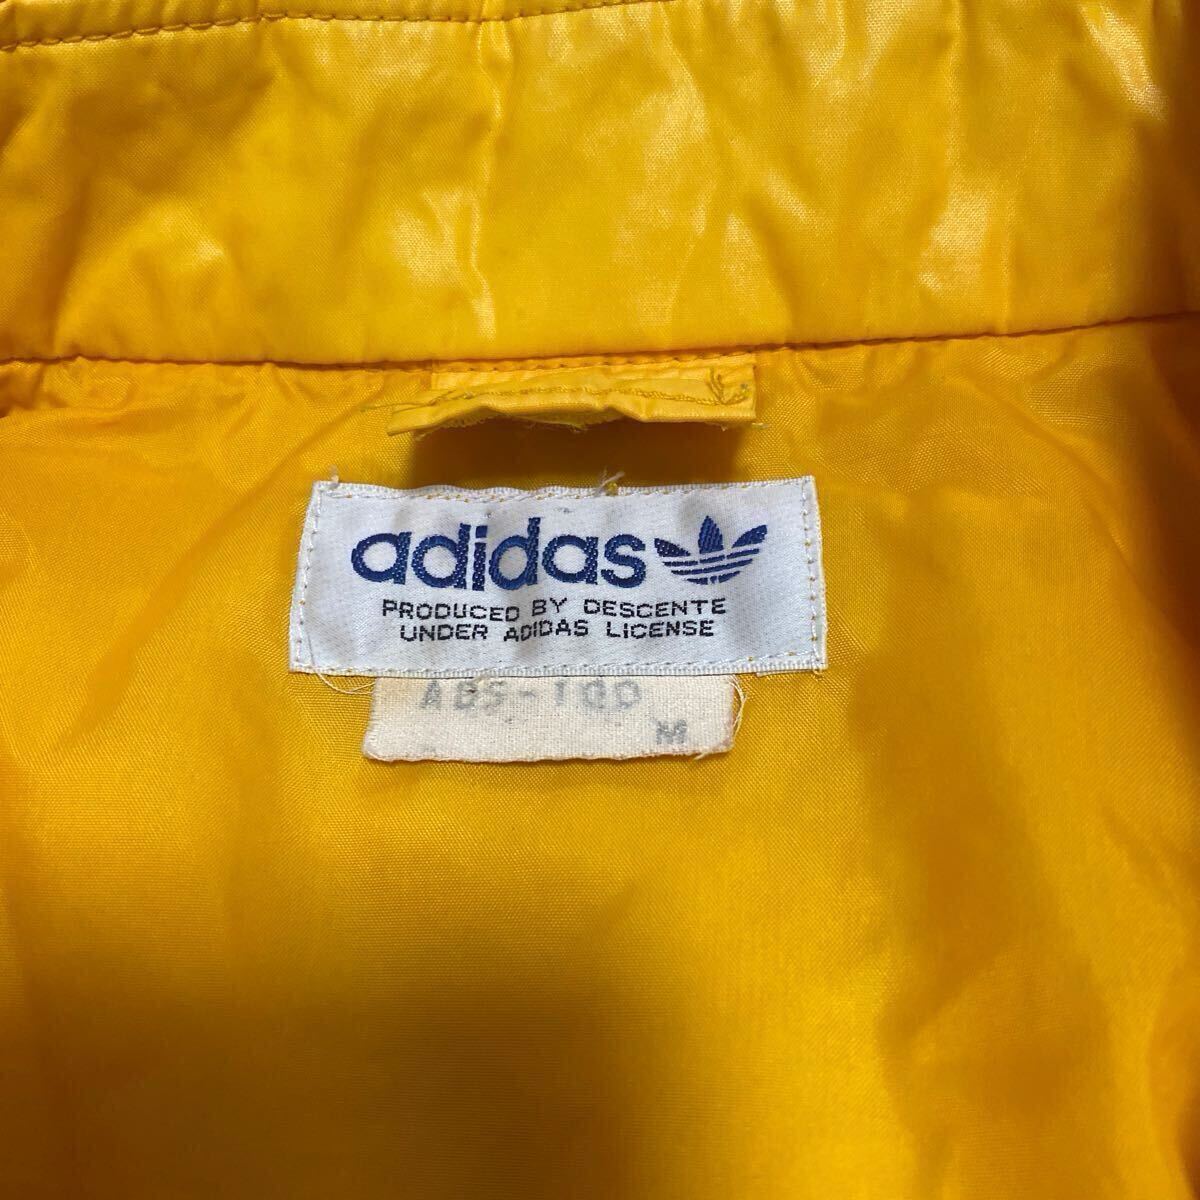 adidas
PRODUCED BY DESCENTE
UNDER ADIDAS LICENSE
ADS-100
M